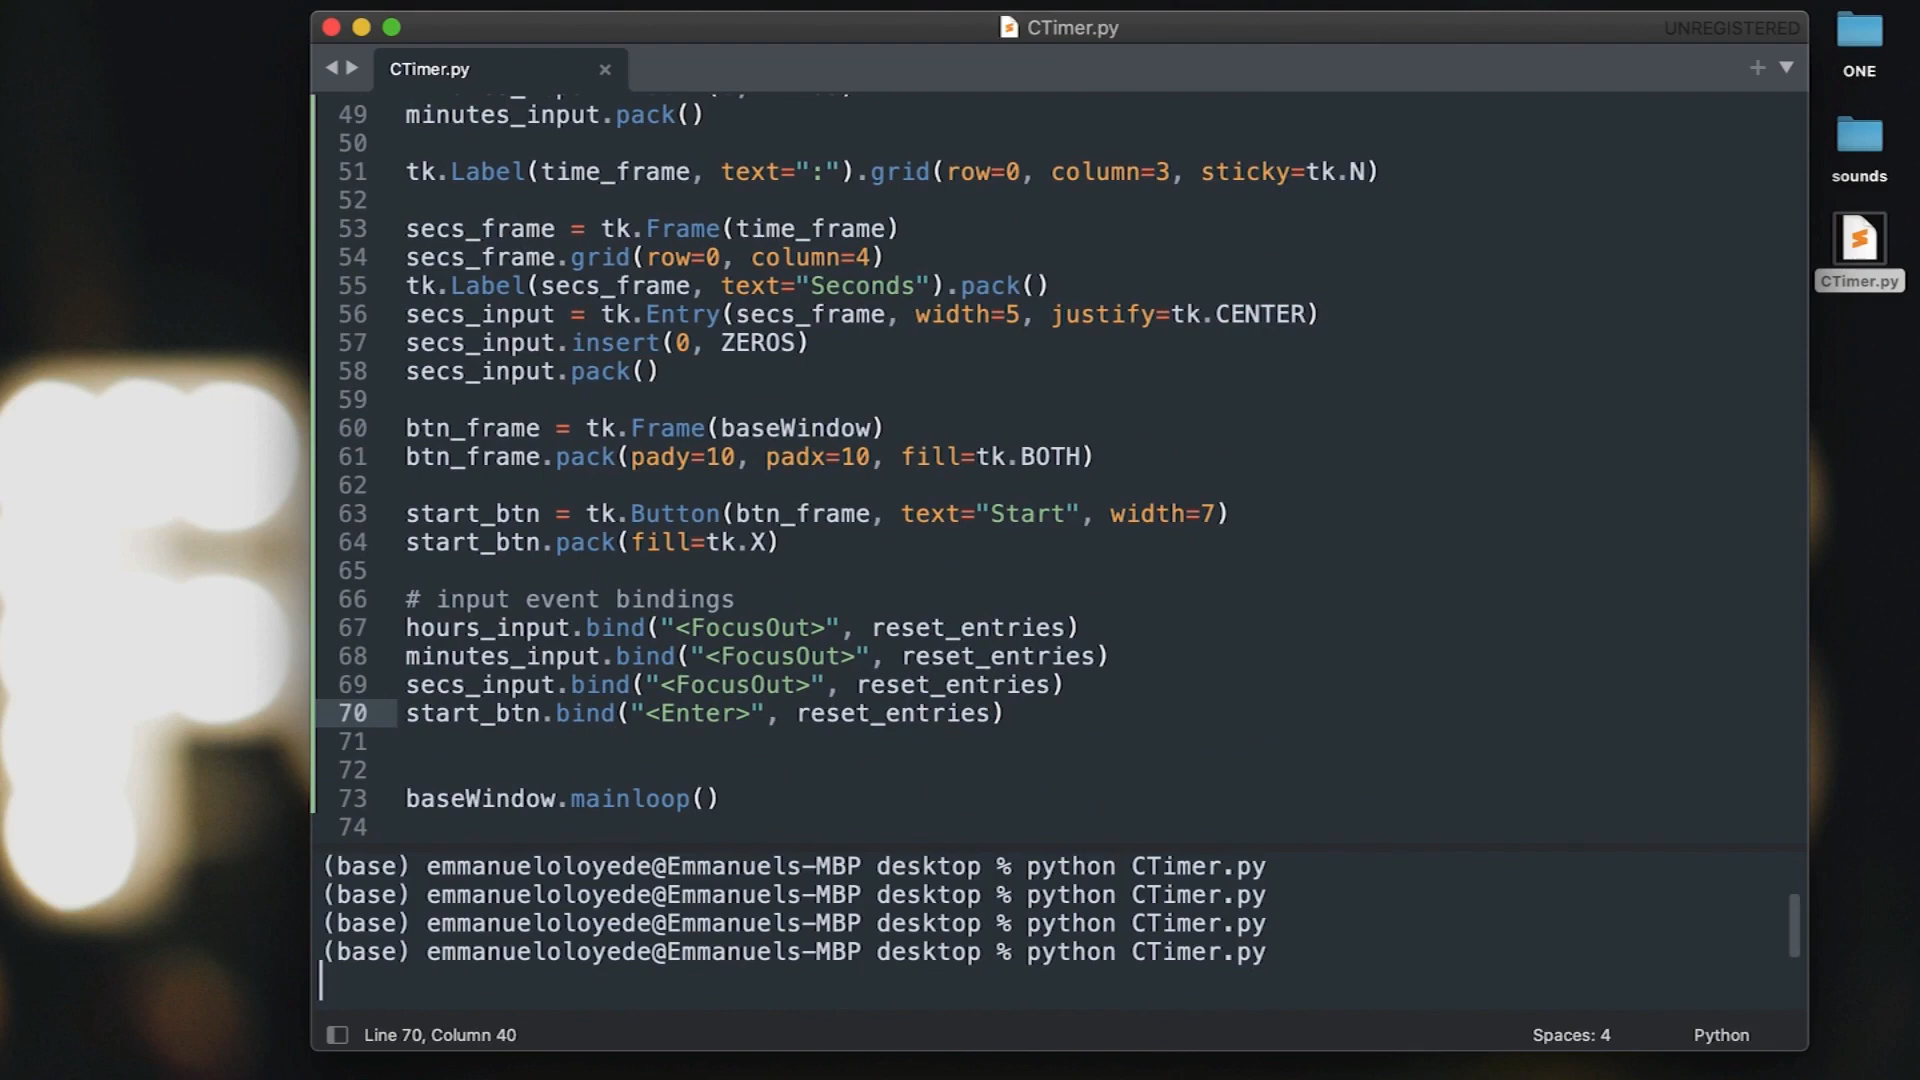 CTimer.py
UNREGISTERED
CTimer.py
49 minutes_input.pack()
50
51 tk.Label(time_frame, text=":").grid(row=0, column=3, sticky=tk.N)
52
53 secs_frame = tk.Frame(time_frame)
54 secs_frame.grid(row=0, column=4)
55 tk.Label(secs_frame, text="Seconds").pack()
56 secs_input = tk.Entry(secs_frame, width=5, justify=tk.CENTER)
57 secs_input.insert(0, ZEROS)
58 secs_input.pack()
59
60 btn_frame = tk.Frame(baseWindow)
61 btn_frame.pack(pady=10, padx=10, fill=tk.BOTH)
62
63 start_btn = tk.Button(btn_frame, text="Start", width=7)
64 start_btn.pack(fill=tk.X)
65
66 # input event bindings
67 hours_input.bind("<FocusOut>", reset_entries)
68 minutes_input.bind("<FocusOut>", reset_entries)
69 secs_input.bind("<FocusOut>", reset_entries)
70 start_btn.bind("<Enter>", reset_entries)
71
72
73 baseWindow.mainloop()
74
(base) emmanueloloyede@Emmanuels-MBP desktop % python CTimer.py
(base) emmanueloloyede@Emmanuels-MBP desktop % python CTimer.py
(base) emmanueloloyede@Emmanuels-MBP desktop % python CTimer.py
(base) emmanueloloyede@Emmanuels-MBP desktop % python CTimer.py
Line 70, Column 40
Spaces: 4
Python
ONE
sounds
CTimer.py